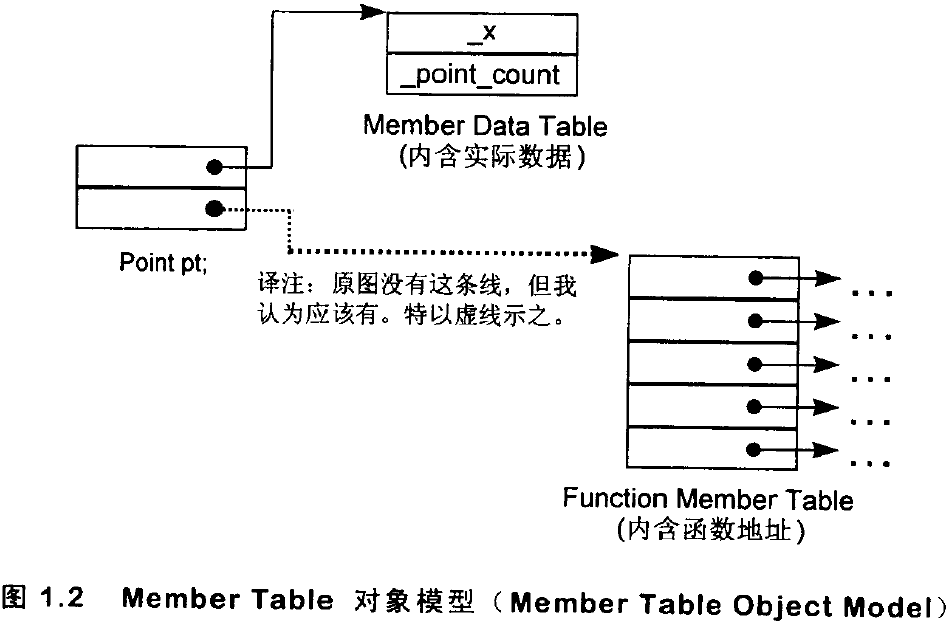 _x
_point_count
Member Data Table
(内含实际数据)
Point pt;
译注：原图没有这条线，但我
认为应该有。特以虚线示之。
...
...
...
...
...
Function Member Table
(内含函数地址)
图 1.2 Member Table 对象模型（Member Table Object Model）